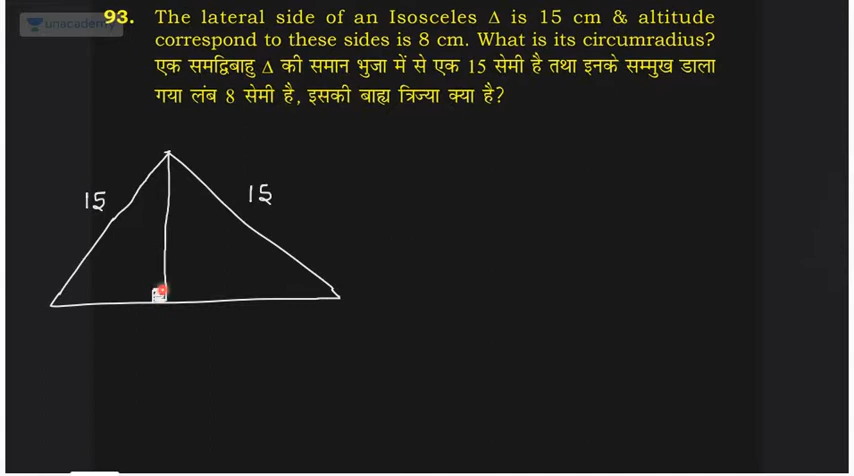 unacademy
93. The lateral side of an Isosceles Δ is 15 cm & altitude
correspond to these sides is 8 cm. What is its circumradius?
एक समद्विबाहु Δ की समान भुजा में से एक 15 सेमी है तथा इनके सम्मुख डाला
गया लंब 8 सेमी है, इसकी बाह्य त्रिज्या क्या है?
15 15